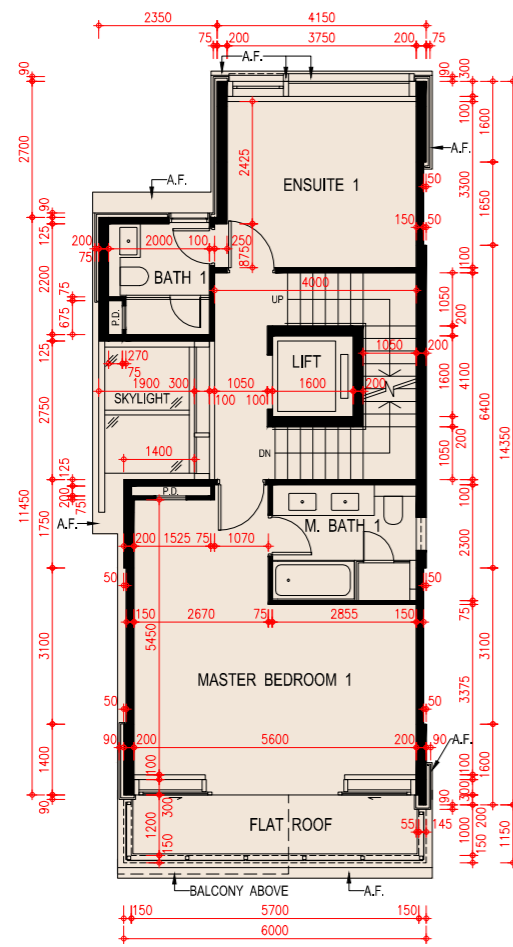 2350 4150
75 200 3750 200 75
A.F.
90 90 300
2700 100 1600
A.F.
2425 ENSUITE 1 50 3300
A.F. 1650
90 150 50
125 200 2000 100 250
75 875 100
BATH 1
2200 75 4000
UP 1050 1050
P.D.
675 200
125 1050 200
270 LIFT 1600 4100
75
1900 300 1050 1600 200 6400
100 100
SKYLIGHT
2750 14350
1400 DN 1050 200
125
11450 200 P.D. 100
1750 75
A.F. 200 1525 75 1070 M. BATH 1 2300
50 50
150 2670 75 2855 150 75
3100 5450 3100
MASTER BEDROOM 1 3375
50 50
90 200 5600 200 90
A.F.
1400 100 1600
300 300
90 90
1200 FLAT ROOF 55 145 1000 200 1150
150 150
BALCONY ABOVE A.F.
150 5700 150
6000